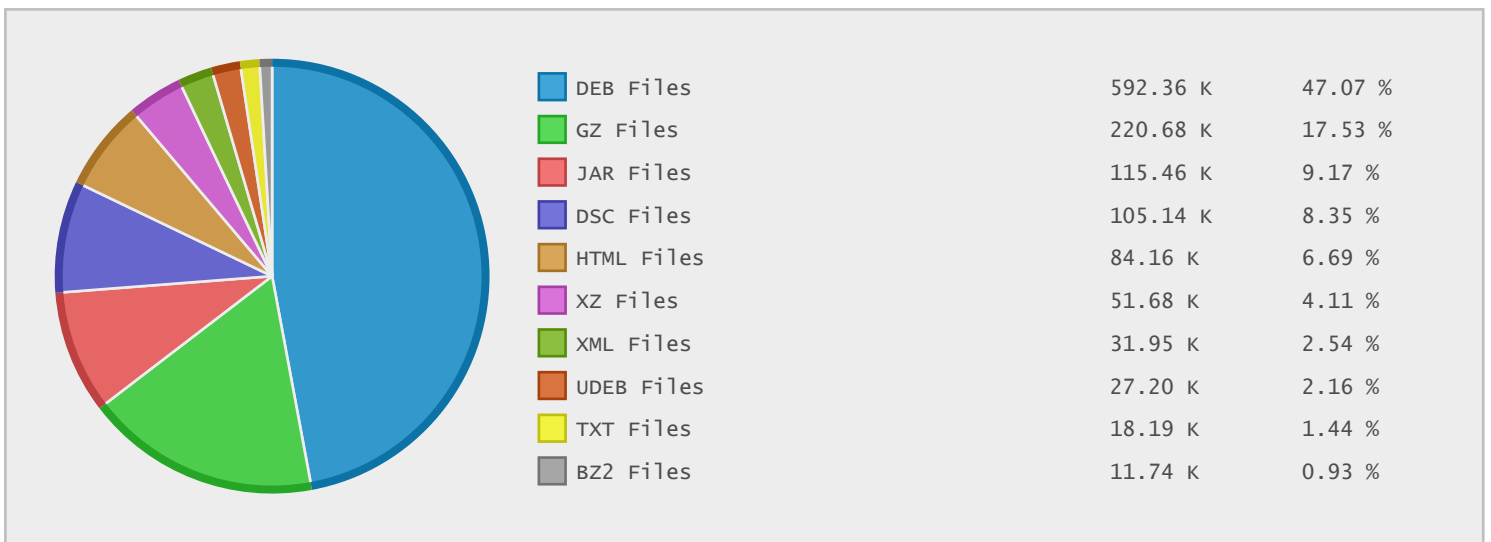 DEB Files 592.36 K 47.07 %
GZ Files 220.68 K 17.53 %
JAR Files 115.46 K 9.17 %
DSC Files 105.14 K 8.35 %
HTML Files 84.16 K 6.69 %
XZ Files 51.68 K 4.11 %
XML Files 31.95 K 2.54 %
UDEB Files 27.20 K 2.16 %
TXT Files 18.19 K 1.44 %
BZ2 Files 11.74 K 0.93 %